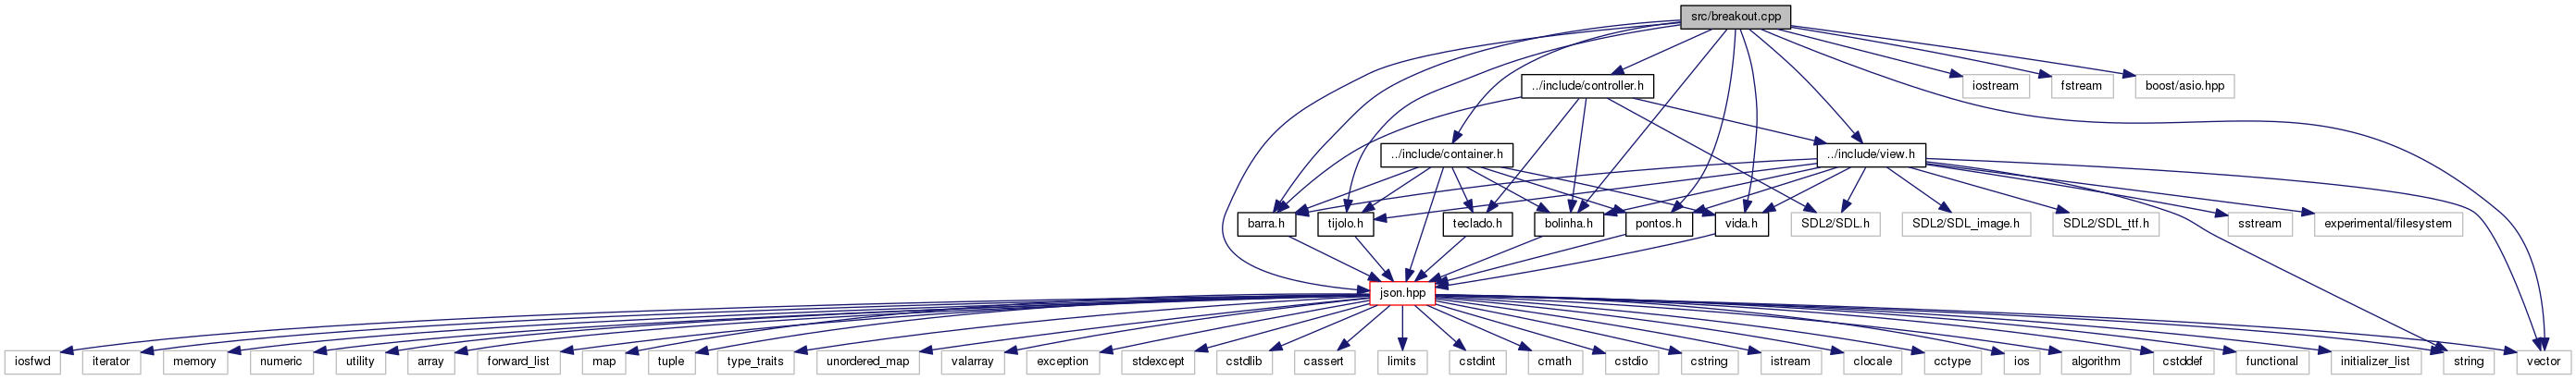 src/breakout.cpp
../include/controller.h
iostream
fstream
boost/asio.hpp
../include/container.h
../include/view.h
barra.h
tijolo.h
teclado.h
bolinha.h
pontos.h
vida.h
SDL2/SDL.h
SDL2/SDL_image.h
SDL2/SDL_ttf.h
sstream
experimental/filesystem
json.hpp
iosfwd
iterator
memory
numeric
utility
array
forward_list
map
tuple
type_traits
unordered_map
valarray
exception
stdexcept
cstdlib
cassert
limits
cstdint
cmath
cstdio
cstring
istream
clocale
cctype
ios
algorithm
cstddef
functional
initializer_list
string
vector